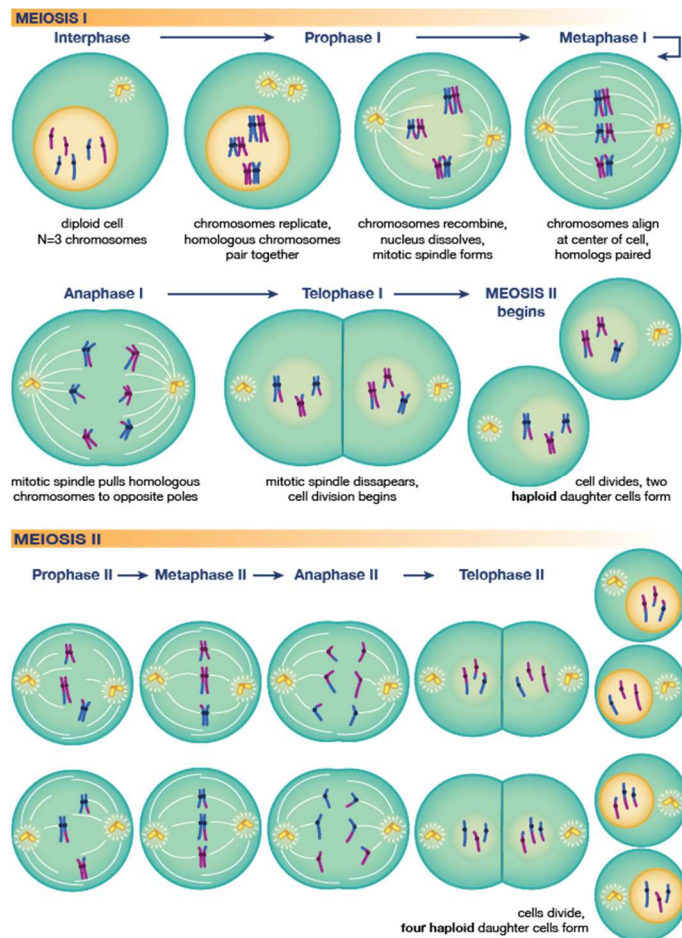 MEIOSIS I
Interphase
Prophase I
Metaphase I
diploid cell
N=3 chromosomes
chromosomes replicate,
homologous chromosomes
pair together
chromosomes recombine,
nucleus dissolves,
mitotic spindle forms
chromosomes align
at center of cell,
homologs paired
Anaphase I
Telophase I
MEOSIS II
begins
mitotic spindle pulls homologous
chromosomes to opposite poles
mitotic spindle dissapears,
cell division begins
cell divides, two
haploid daughter cells form
MEIOSIS II
Prophase II
Metaphase II
Anaphase II
Telophase II
cells divide,
four haploid daughter cells form